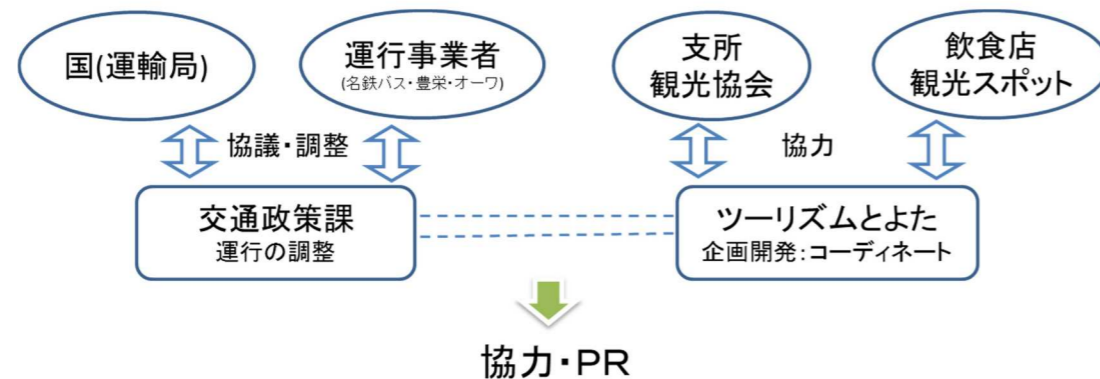 国(運輸局)
運行事業者
(名鉄バス・豊栄・オーワ)
支所
観光協会
飲食店
観光スポット
協議・調整
協力
交通政策課
運行の調整
ツーリズムとよた
企画開発:コーディネート
協力・PR